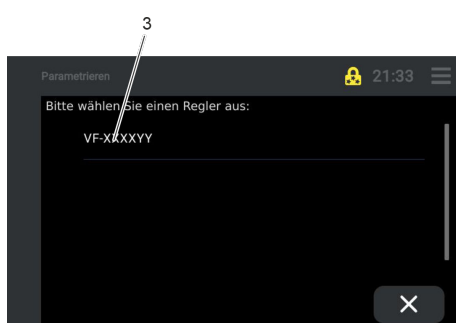 3
Parametrieren 21:33
Bitte wählen Sie einen Regler aus:
VF-XXXXYY